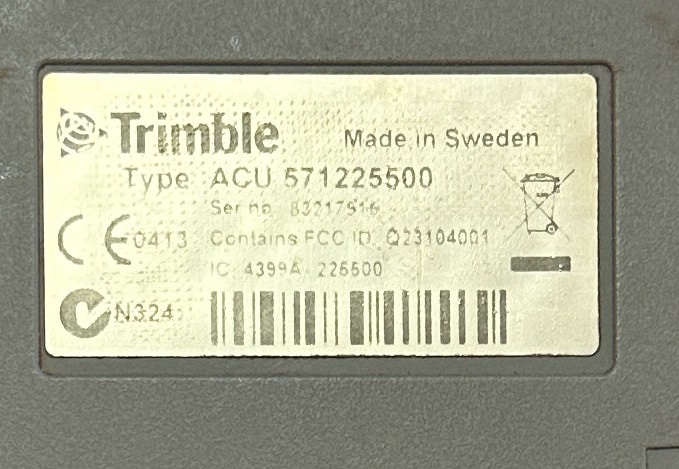 Trimble
Made in Sweden
Type ACU 571225500
Ser no. 83217916
CE 0413 Contains FCC ID: Q23104001
IC: 4399A 225500
N324